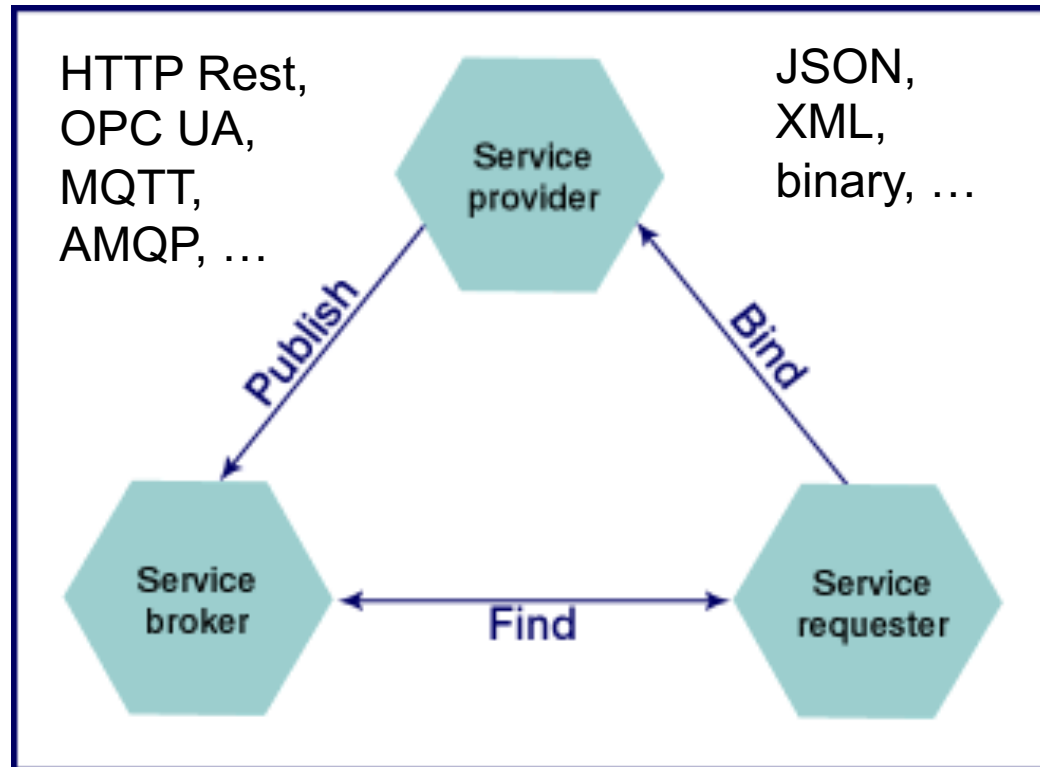 HTTP Rest,
OPC UA,
MQTT,
AMQP, …
JSON,
XML,
binary, …
Service
provider
Publish
Bind
Service
broker
Find
Service
requester